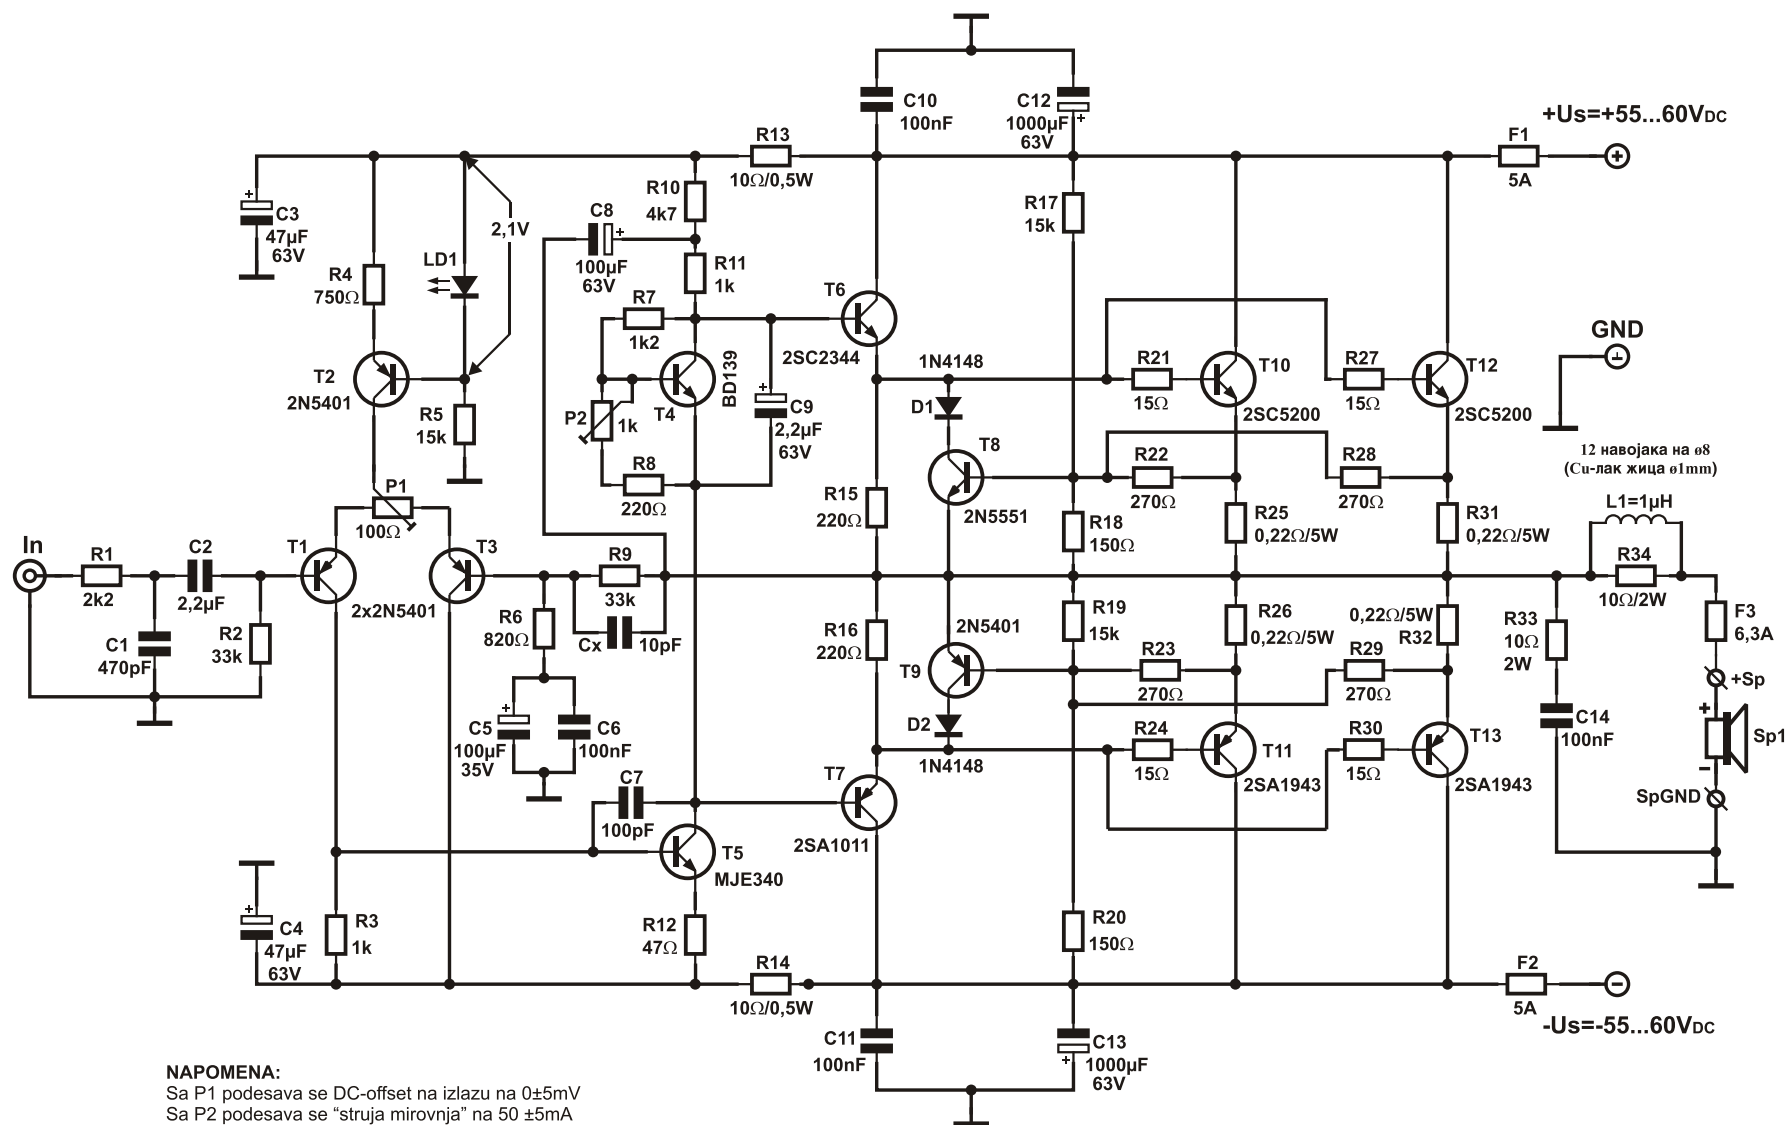 C10
100nF
C12
1000µF
63V
+
+Us=+55...60VDC
R13
10Ω/0,5W
F1
5A
+
C3
47µF
63V
R4
750Ω
LD1
2,1V
R10
4k7
C8
+
100µF
63V
R11
1k
R17
15k
T6
2SC2344
R7
1k2
T2
2N5401
R5
15k
P2
1k
T4
BD139
+
C9
2,2µF
63V
R8
220Ω
1N4148
D1
T8
2N5551
R21
15Ω
T10
2SC5200
R27
15Ω
T12
2SC5200
GND
R22
270Ω
R28
270Ω
12 навојака на ø8
(Cu-лак жица ø1mm)
L1=1µH
R34
10Ω/2W
P1
100Ω
R15
220Ω
R18
150Ω
R25
0,22Ω/5W
R31
0,22Ω/5W
In
R1
2k2
C2
2,2µF
T1
T3
2x2N5401
R9
33k
C1
470pF
R2
33k
R6
820Ω
Cx
10pF
R16
220Ω
2N5401
T9
D2
1N4148
R19
15k
R26
0,22Ω/5W
0,22Ω/5W
R32
R33
10Ω
2W
F3
6,3A
R23
270Ω
R29
270Ω
+Sp
+
C5
100µF
35V
C6
100nF
C7
100pF
T7
2SA1011
R24
15Ω
T11
2SA1943
R30
15Ω
T13
2SA1943
C14
100nF
+
Sp1
−
SpGND
T5
MJE340
+
C4
47µF
63V
R3
1k
R12
47Ω
R14
10Ω/0,5W
R20
150Ω
F2
5A
−
-Us=-55...60VDC
C11
100nF
C13
1000µF
63V
+
NAPOMENA:
Sa P1 podesava se DC-offset na izlazu na 0±5mV
Sa P2 podesava se “struja mirovnja” na 50 ±5mA